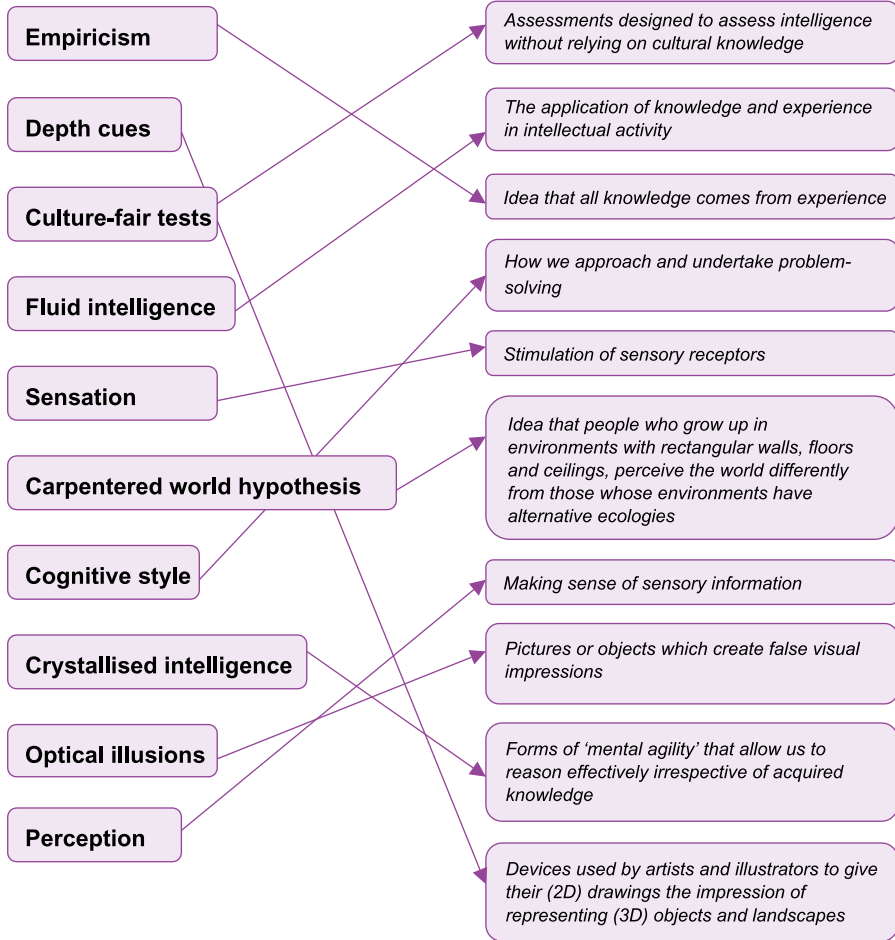 Empiricism
Depth cues
Culture-fair tests
Fluid intelligence
Sensation
Carpentered world hypothesis
Cognitive style
Crystallised intelligence
Optical illusions
Perception
Assessments designed to assess intelligence
without relying on cultural knowledge
The application of knowledge and experience
in intellectual activity
Idea that all knowledge comes from experience
How we approach and undertake problem-
solving
Stimulation of sensory receptors
Idea that people who grow up in
environments with rectangular walls, floors
and ceilings, perceive the world differently
from those whose environments have
alternative ecologies
Making sense of sensory information
Pictures or objects which create false visual
impressions
Forms of ‘mental agility’ that allow us to
reason effectively irrespective of acquired
knowledge
Devices used by artists and illustrators to give
their (2D) drawings the impression of
representing (3D) objects and landscapes